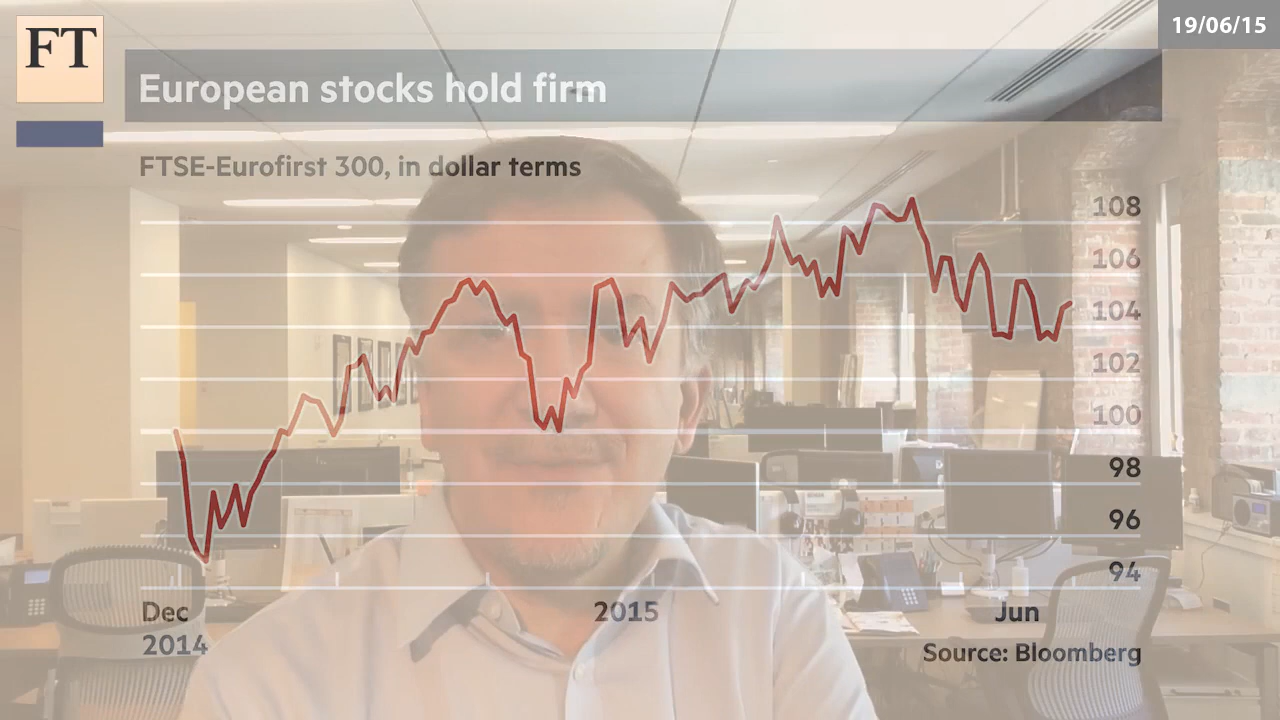 FT
19/06/15
European stocks hold firm
FTSE-Eurofirst 300, in dollar terms
108
106
104
102
100
98
96
94
Dec
2014
2015
Jun
Source: Bloomberg